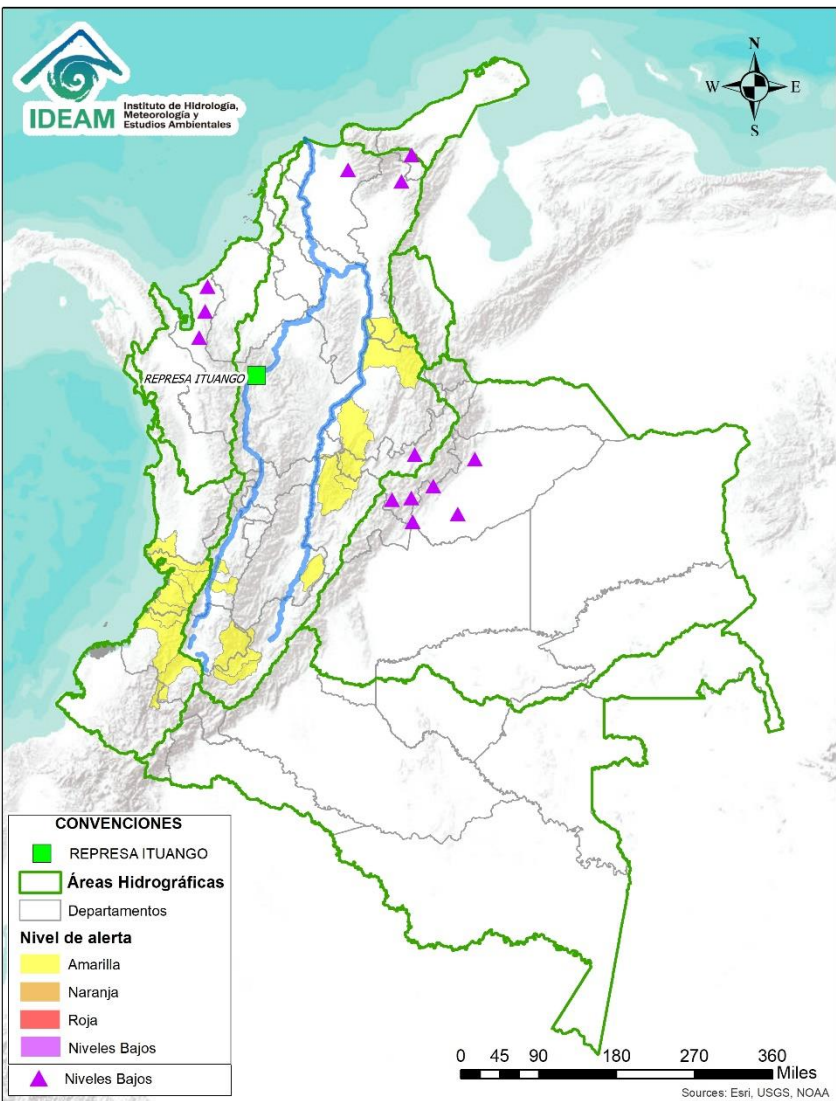 IDEAM
Instituto de Hidrología,
Meteorología y
Estudios Ambientales
N
W
E
S
REPRESA ITUANGO
CONVENCIONES
REPRESA ITUANGO
Áreas Hidrográficas
Departamentos
Nivel de alerta
Amarilla
Naranja
Roja
Niveles Bajos
Niveles Bajos
0 45 90 180 270 360
Miles
Sources: Esri, USGS, NOAA